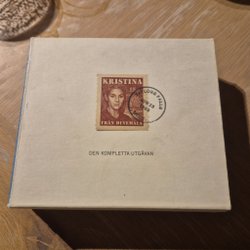 KRISTINA
FRÅN DUVEMÅLA
DEN KOMPLETTA UTGÅVAN